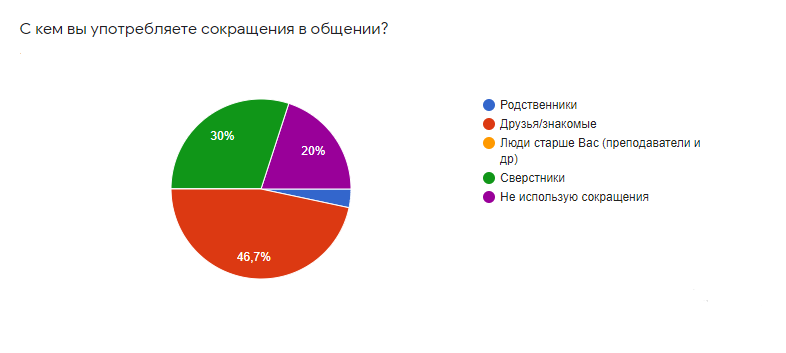 С кем вы употребляете сокращения в общении?
30%
20%
46,7%
Родственники
Друзья/знакомые
Люди старше Вас (преподаватели и
др)
Сверстники
Не использую сокращения